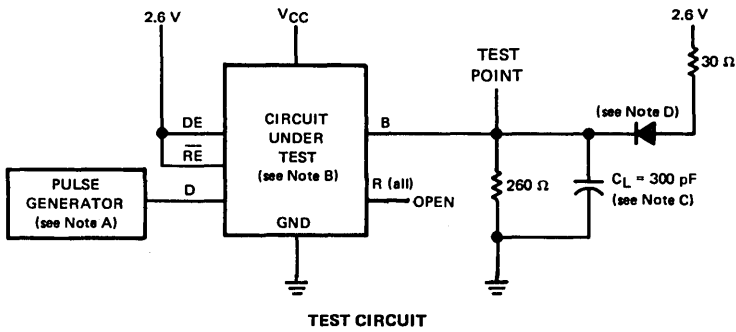 2.6 V
VCC
2.6 V
TEST
POINT
30 Ω
DE
CIRCUIT
UNDER
TEST
(see Note B)
B
(see Note D)
RE
PULSE
GENERATOR
(see Note A)
D
R (all)
OPEN
260 Ω
CL = 300 pF
(see Note C)
GND
TEST CIRCUIT